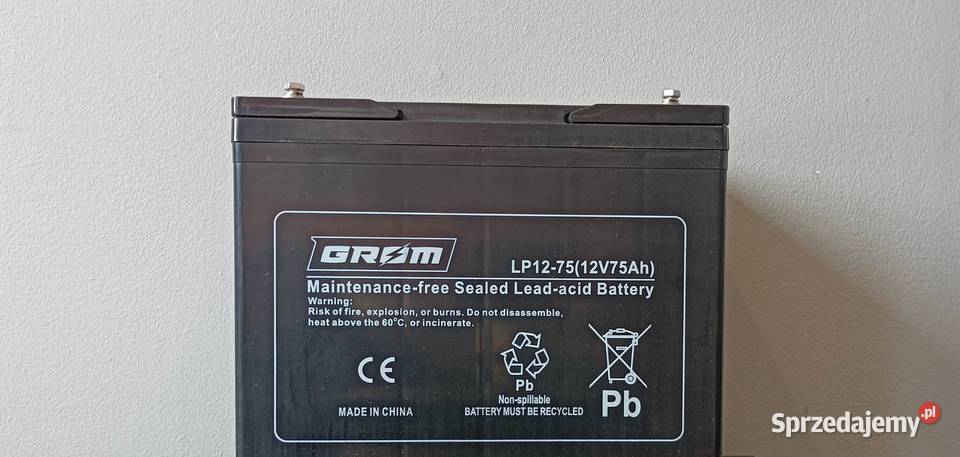 GROM
LP12-75(12V75Ah)
Maintenance-free Sealed Lead-acid Battery
Warning:
Risk of fire, explosion, or burns. Do not disassemble,
heat above the 60°C, or incinerate.
CE
Pb
Non-spillable
MADE IN CHINA
BATTERY MUST BE RECYCLED
Pb
Sprzedajemy.pl